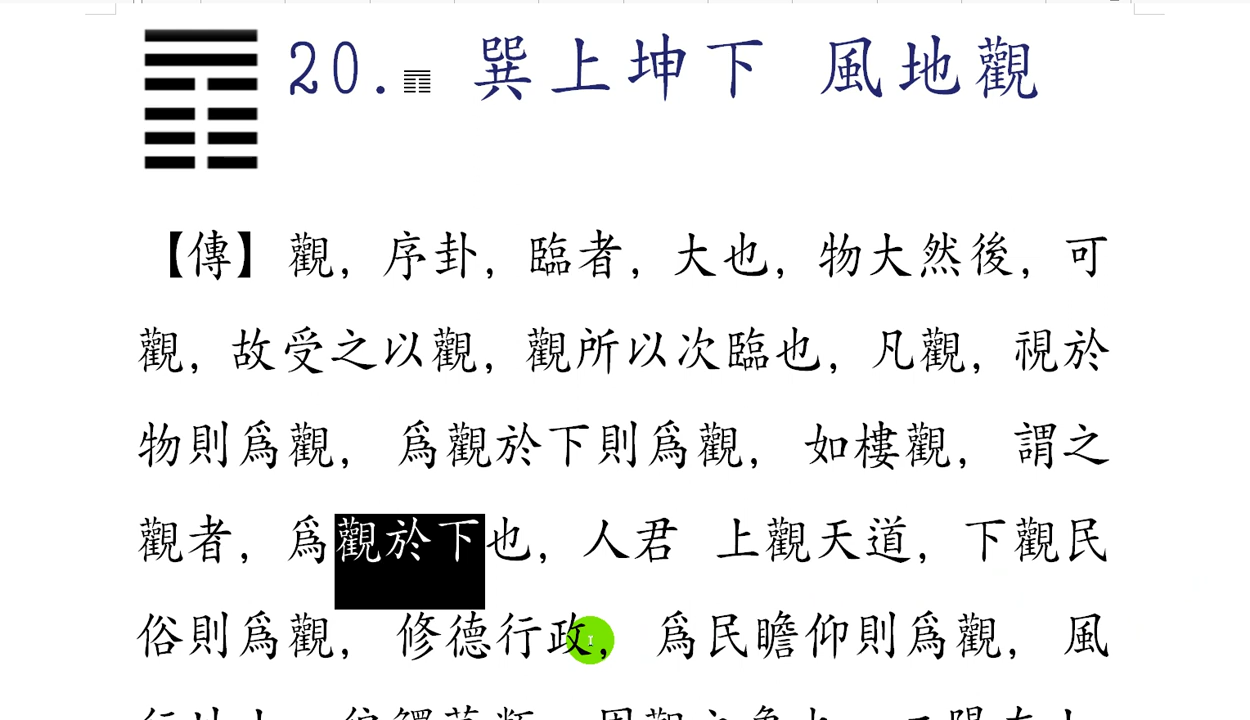 20.䷓ 巽上坤下 風地觀
【傳】觀, 序卦, 臨者, 大也, 物大然後, 可
觀, 故受之以觀, 觀所以次臨也, 凡觀, 視於
物則爲觀, 爲觀於下則爲觀, 如樓觀, 謂之
觀者, 爲觀於下也, 人君 上觀天道, 下觀民
俗則爲觀, 修德行政, 爲民瞻仰則爲觀, 風